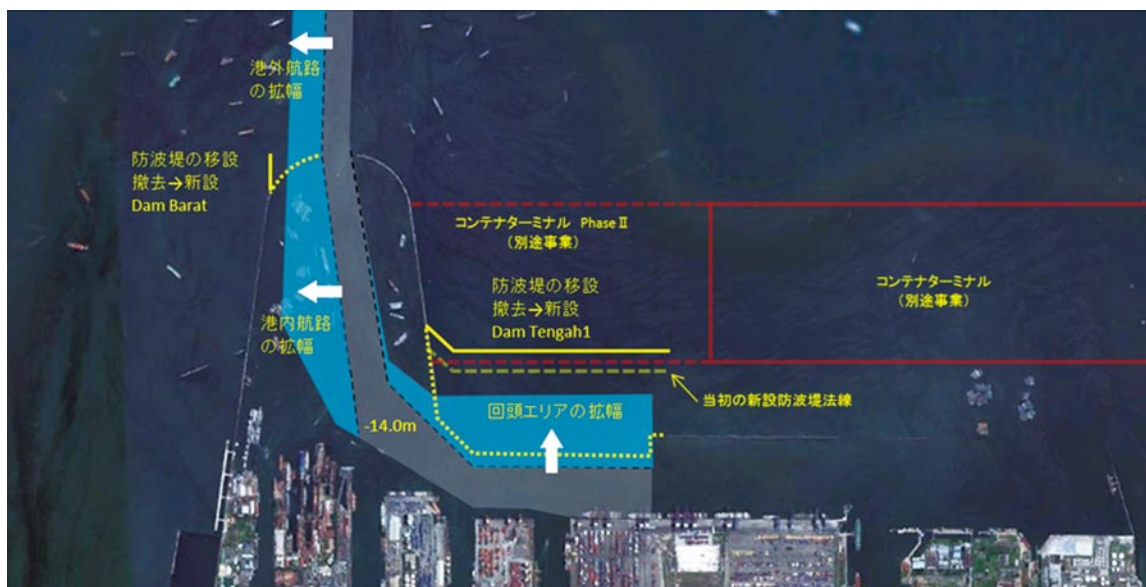 港外航路
の拡幅
防波堤の移設
撤去→新設
Dam Barat
コンテナターミナル PhaseⅡ
(別途事業)
コンテナターミナル
(別途事業)
防波堤の移設
撤去→新設
Dam Tengah1
港内航路
の拡幅
当初の新設防波堤法線
回頭エリアの拡幅
-14.0m